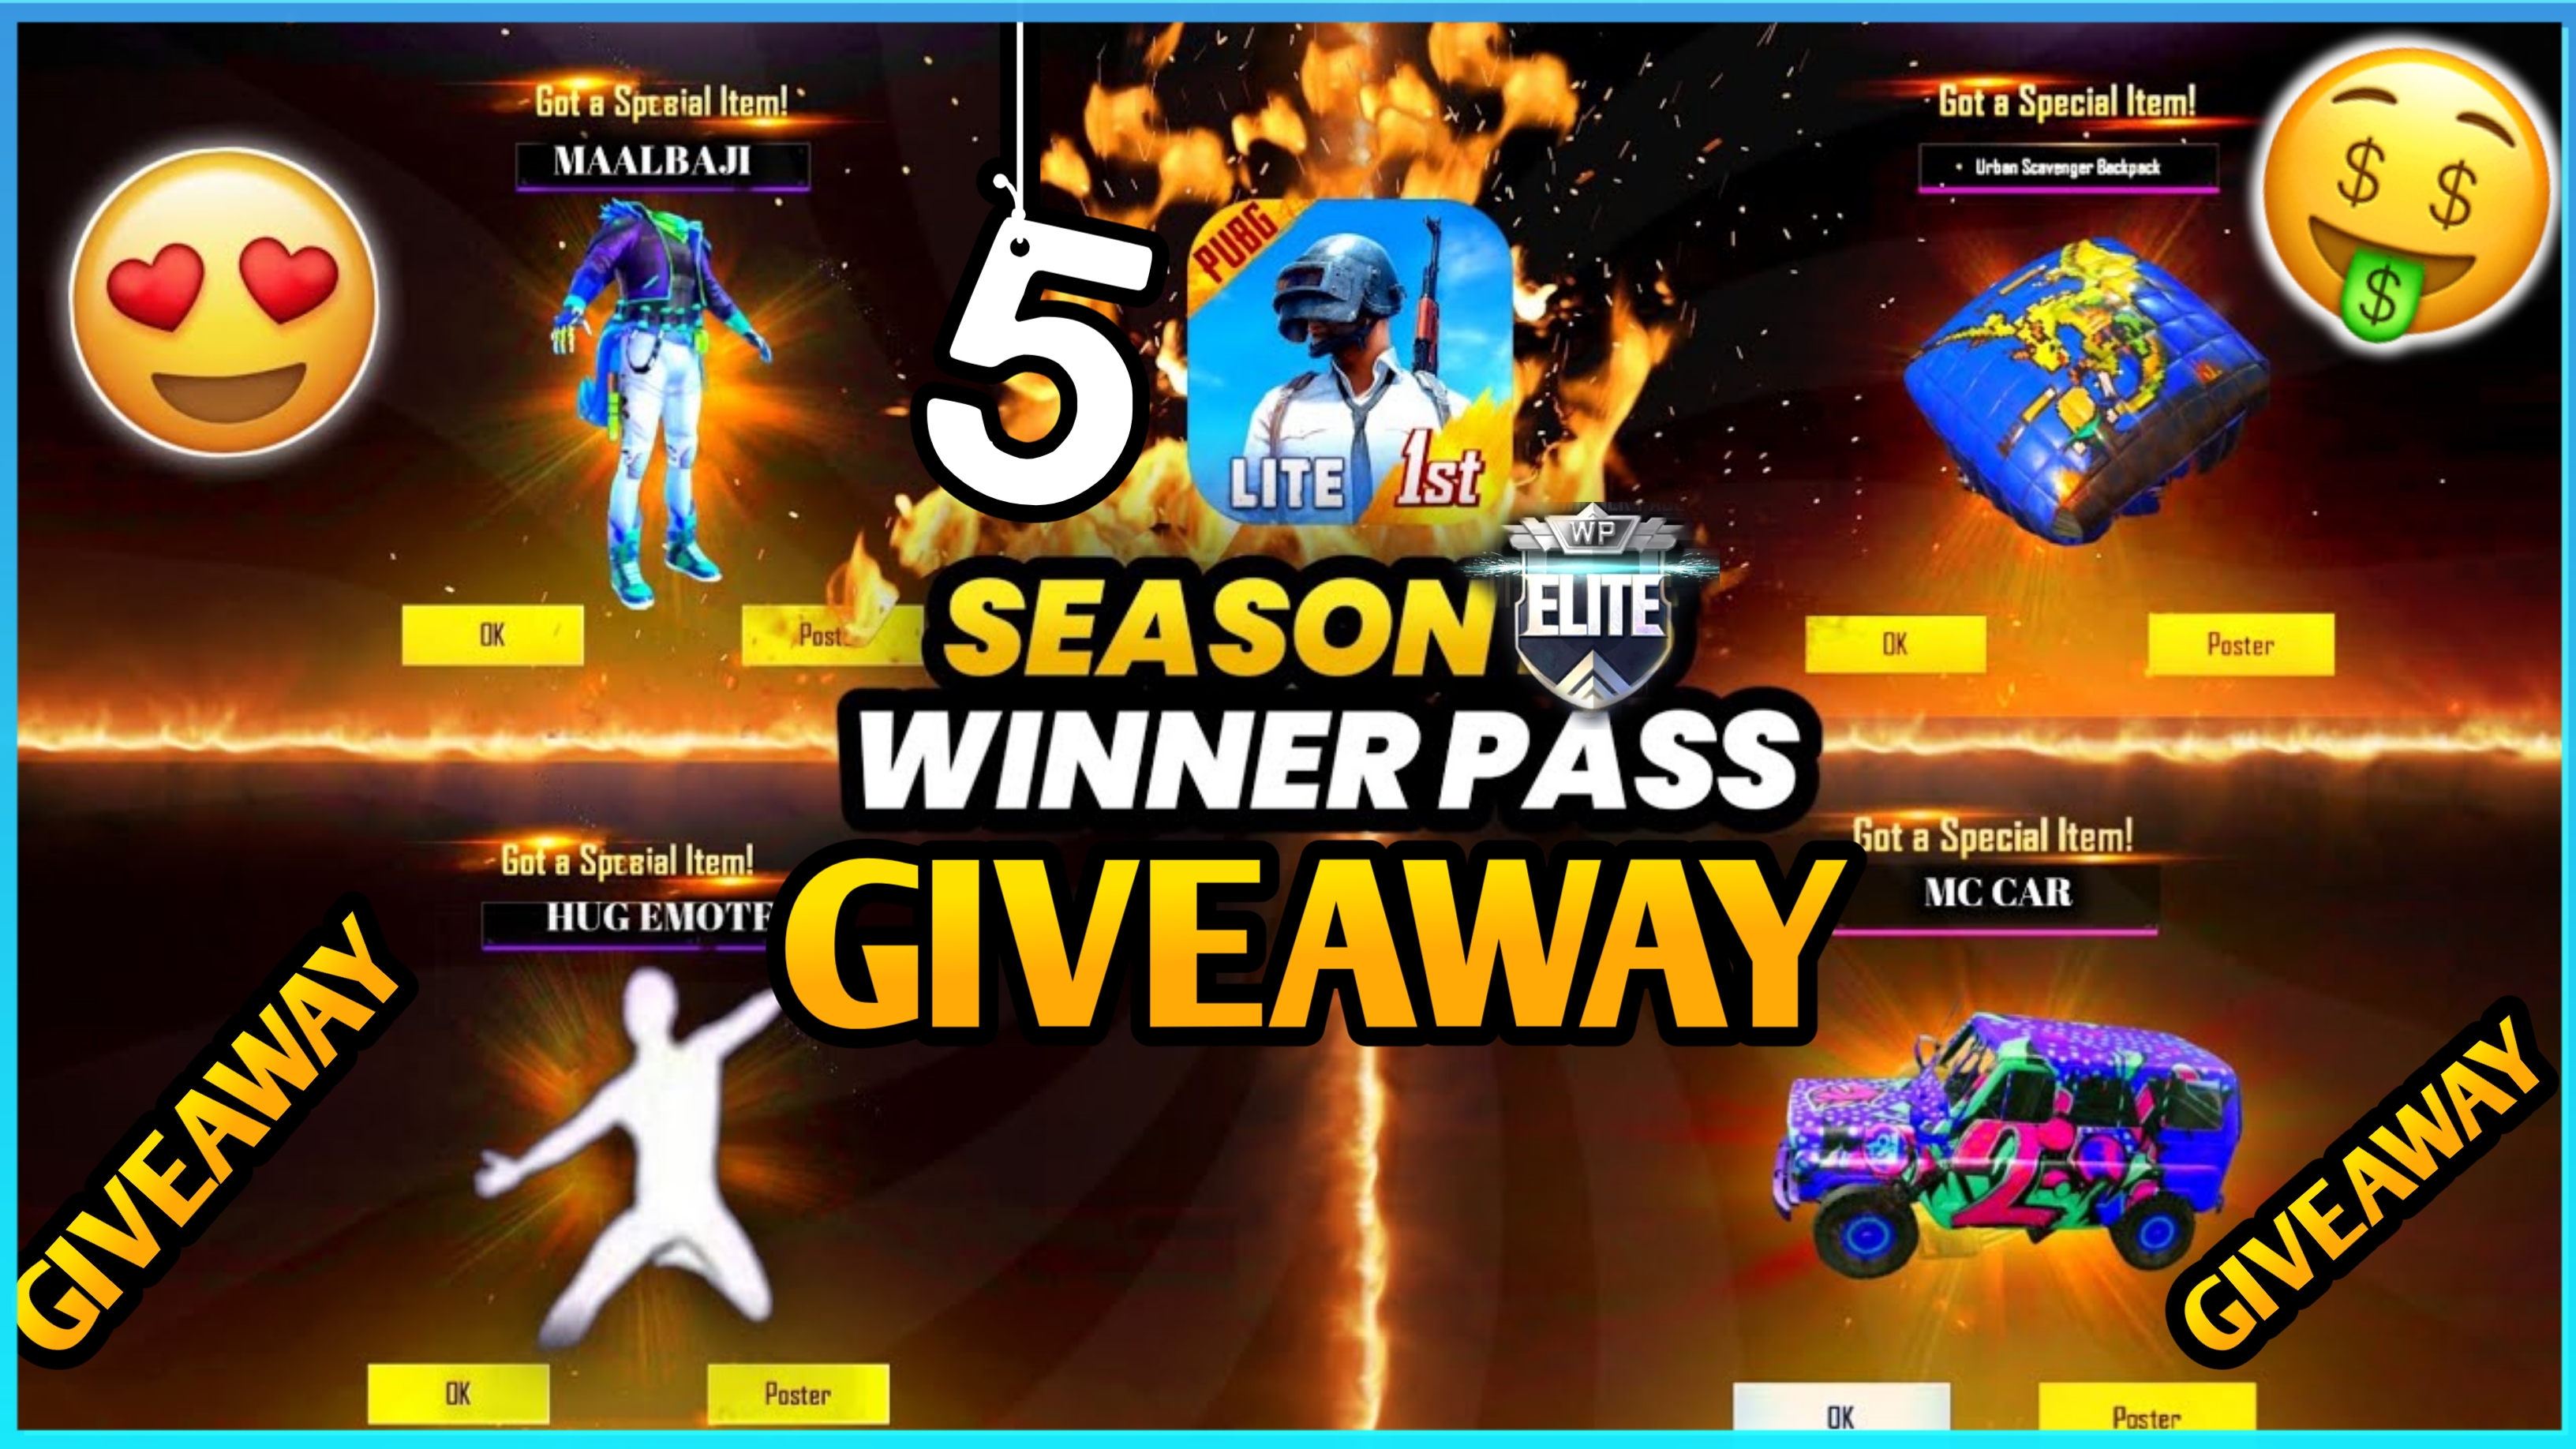 Got a Spcsial Item!
MAALBAJI
OK
Post
5
PUBG
LITE
1st
WP
ELITE
SEASON
WINNER PASS
GIVEAWAY
Got a Special Item!
Urban Scavenger Backpack
OK
Poster
$ $
$
Got a Spcsial Item!
HUG EMOTE
OK
Poster
GIVEAWAY
Got a Special Item!
MC CAR
OK
Poster
GIVEAWAY